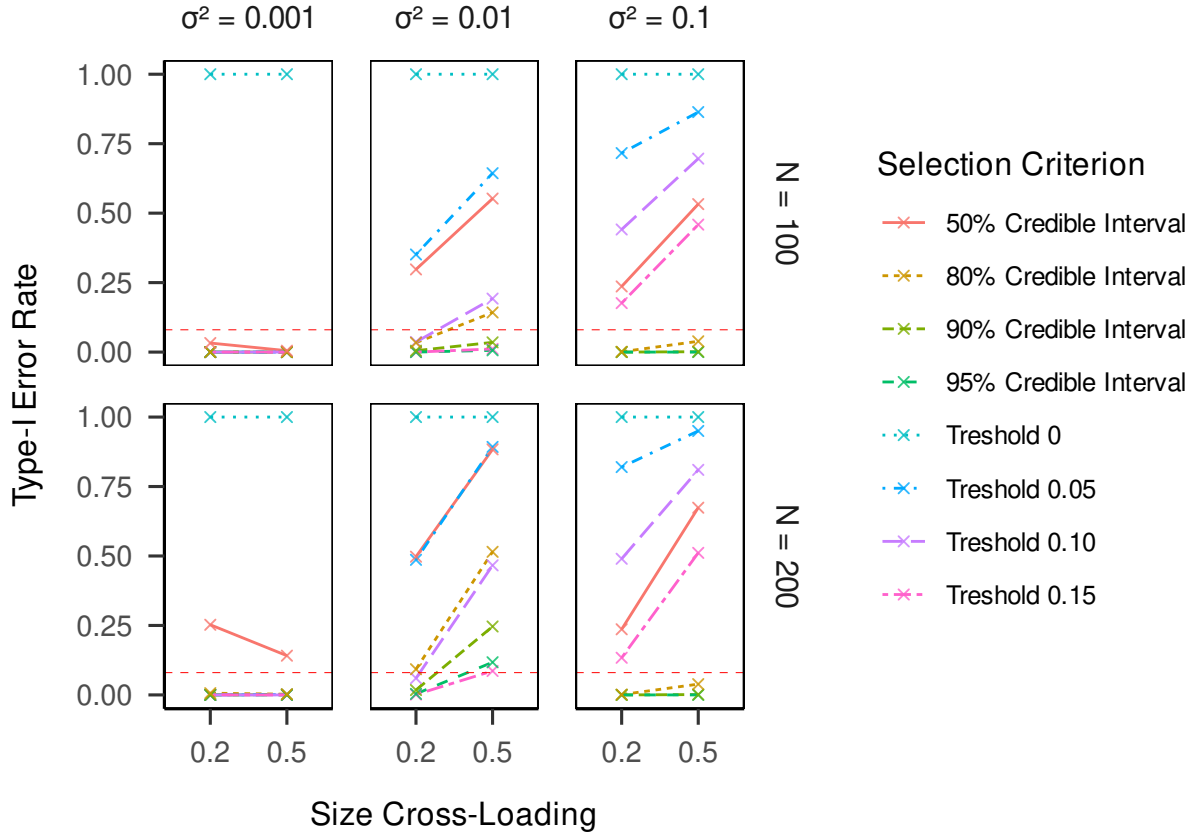 σ² = 0.001
σ² = 0.01
σ² = 0.1
1.00
0.75
0.50
0.25
0.00
N = 100
1.00
0.75
0.50
0.25
0.00
N = 200
0.2
0.5
0.2
0.5
0.2
0.5
Type-I Error Rate
Size Cross-Loading
Selection Criterion
50% Credible Interval
80% Credible Interval
90% Credible Interval
95% Credible Interval
Treshold 0
Treshold 0.05
Treshold 0.10
Treshold 0.15